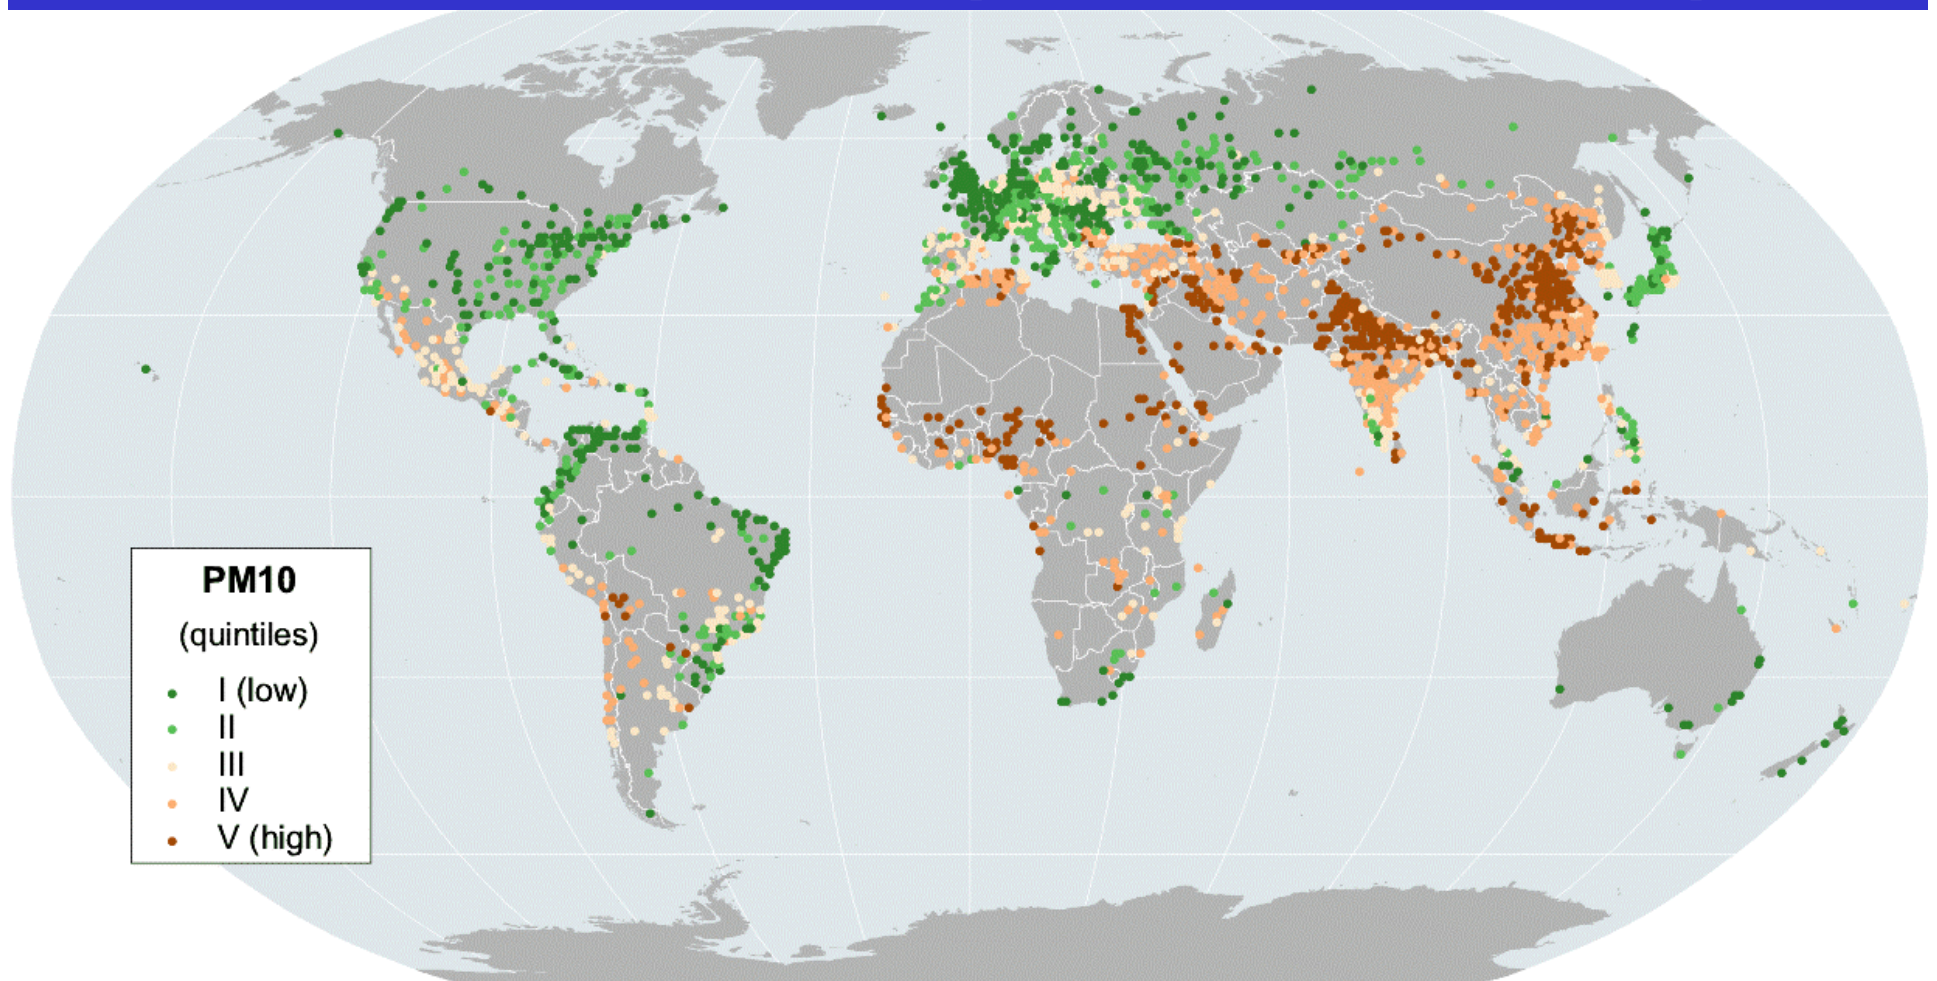 PM10
(quintiles)
I (low)
II
III
IV
V (high)